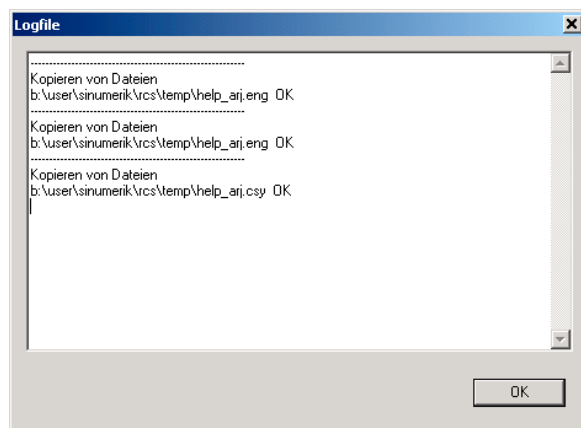 Logfile
------------------------------------------------------------
Kopieren von Dateien
b:\user\sinumerik\rcs\temp\help_arj.eng OK
------------------------------------------------------------
Kopieren von Dateien
b:\user\sinumerik\rcs\temp\help_arj.eng OK
------------------------------------------------------------
Kopieren von Dateien
b:\user\sinumerik\rcs\temp\help_arj.csy OK
OK